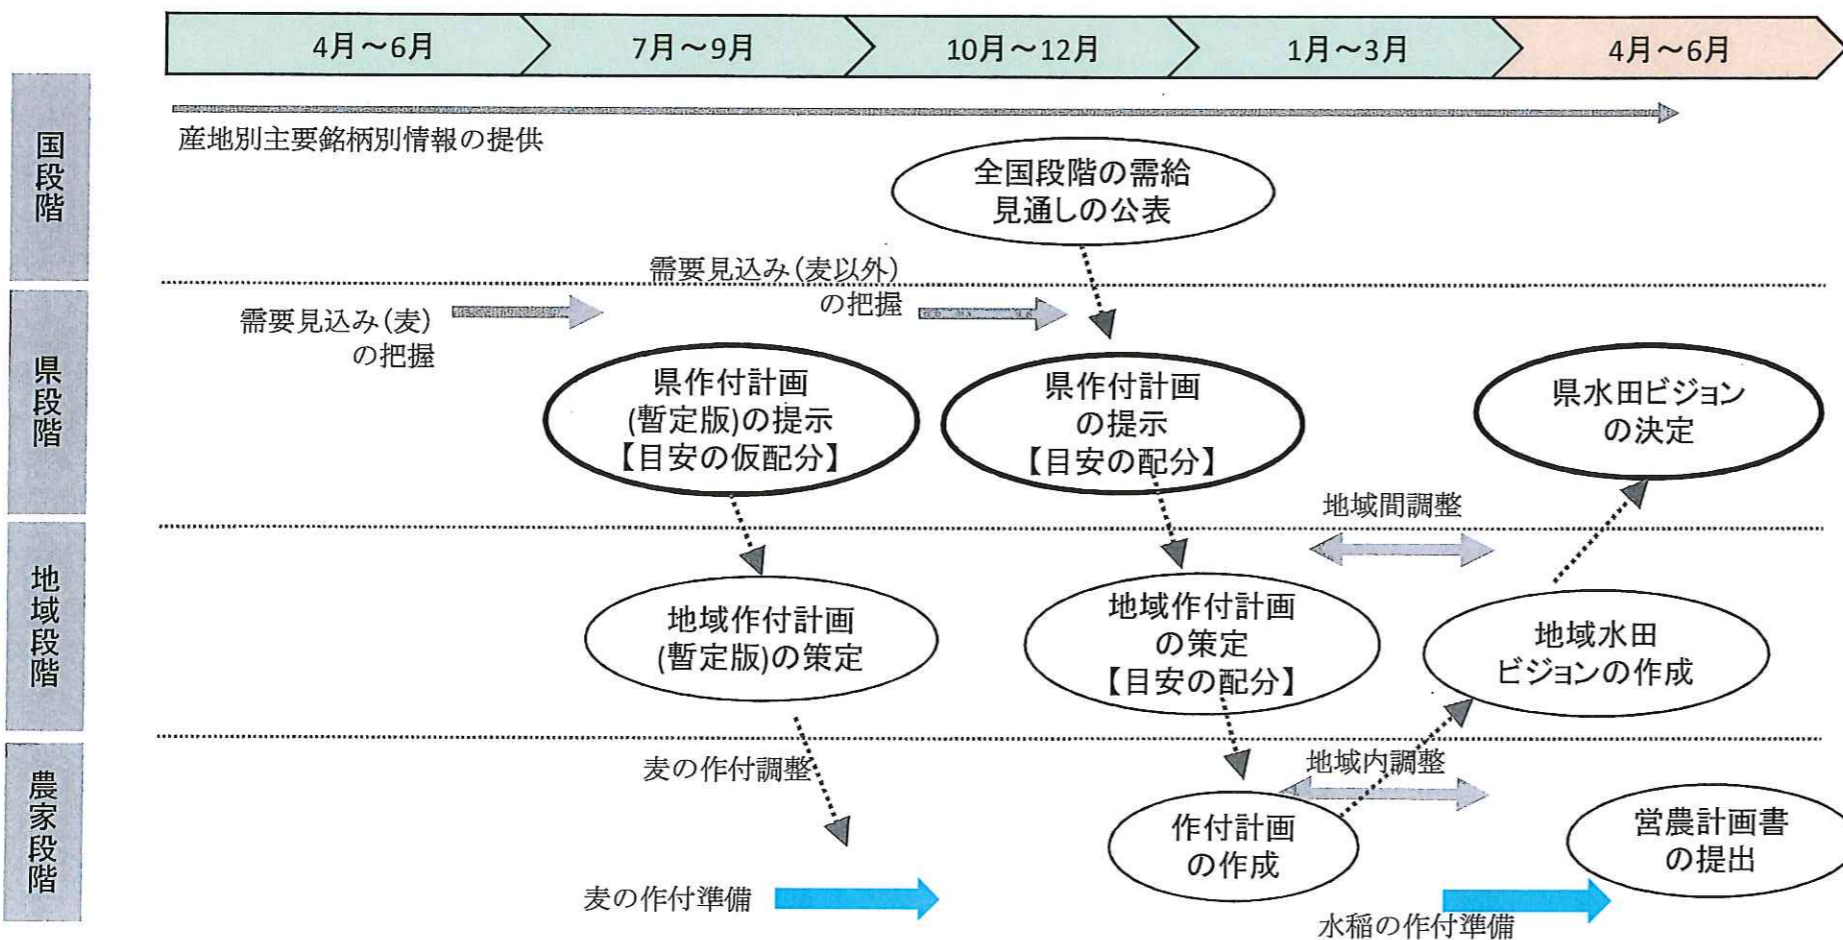 4月～6月
7月～9月
10月～12月
1月～3月
4月～6月
国段階
産地別主要銘柄別情報の提供
全国段階の需給
見通しの公表
県段階
需要見込み(麦)
の把握
需要見込み(麦以外)
の把握
県作付計画
(暫定版)の提示
【目安の仮配分】
県作付計画
の提示
【目安の配分】
県水田ビジョン
の決定
地域間調整
地域段階
地域作付計画
(暫定版)の策定
地域作付計画
の策定
【目安の配分】
地域水田
ビジョンの作成
農家段階
麦の作付調整
地域内調整
作付計画
の作成
営農計画書
の提出
麦の作付準備
水稲の作付準備